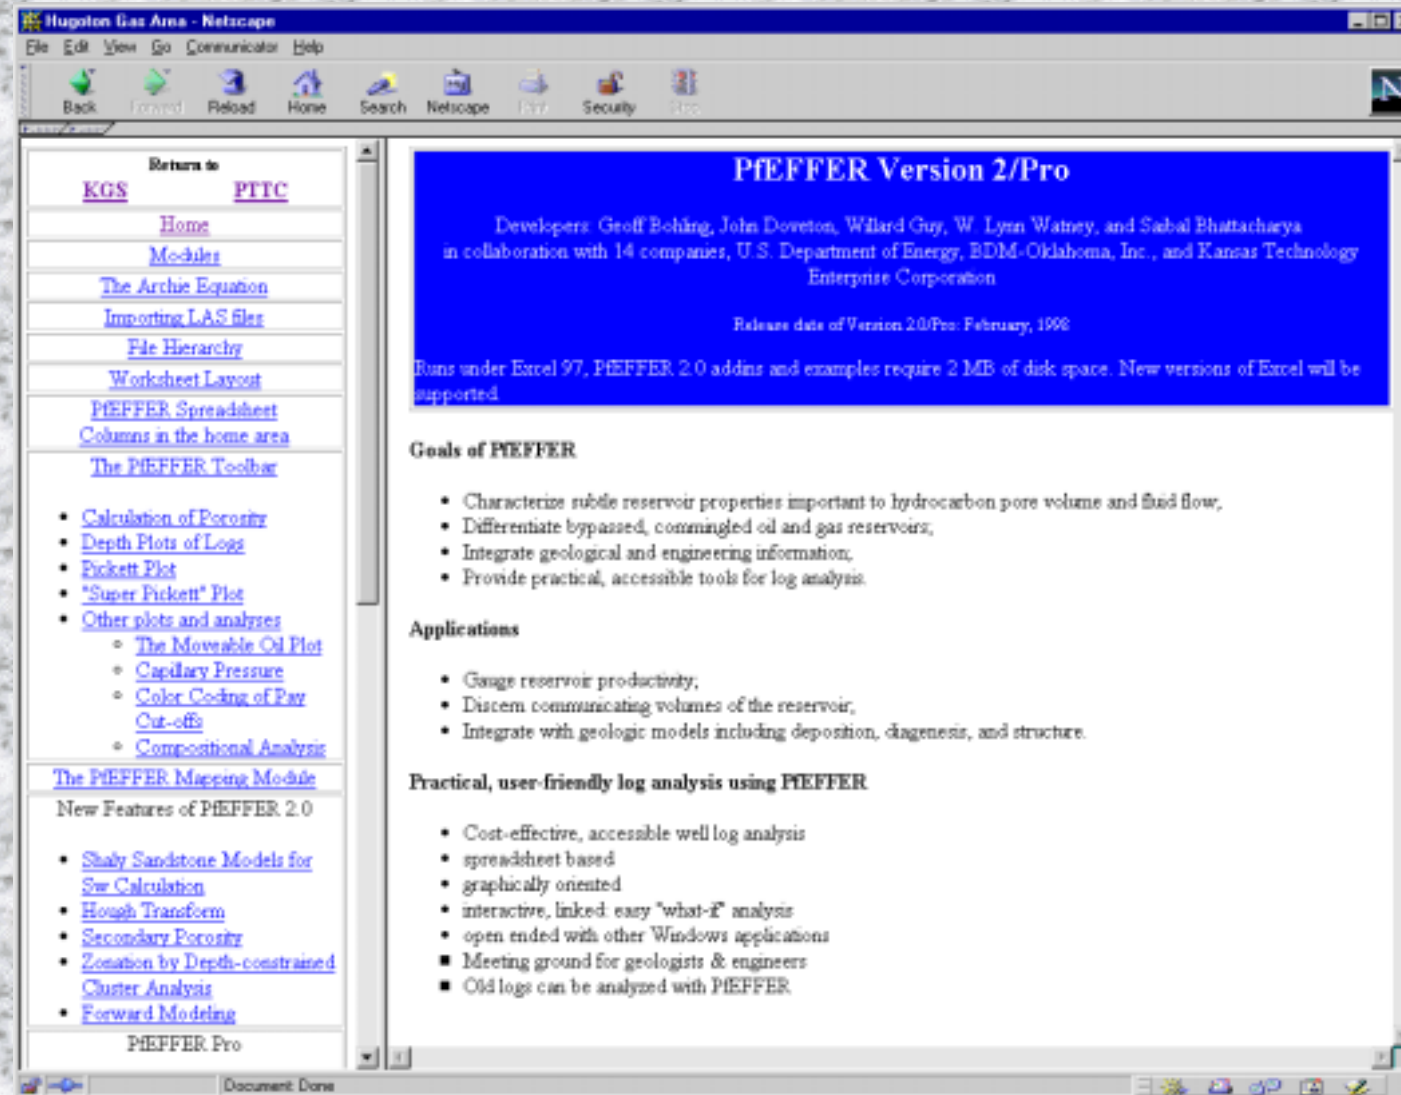 Hugoton Gas Area - Netscape
File Edit View Go Communicator Help
Back Forward Reload Home Search Netscape Print Security Stop
Return to
KGS PTTC
Home
Modules
The Archie Equation
Importing LAS files
File Hierarchy
Worksheet Layout
PfEFFER Spreadsheet
Columns in the home area
The PfEFFER Toolbar
• Calculation of Porosity
• Depth Plots of Logs
• Pickett Plot
• "Super Pickett" Plot
• Other plots and analyses
∘ The Moveable Oil Plot
∘ Capillary Pressure
∘ Color Coding of Pay
Cut-offs
∘ Compositional Analysis
The PfEFFER Mapping Module
New Features of PfEFFER 2.0
• Shaly Sandstone Models for
Sw Calculation
• Hough Transform
• Secondary Porosity
• Zonation by Depth-constrained
Cluster Analysis
• Forward Modeling
PfEFFER Pro
PfEFFER Version 2/Pro
Developers: Geoff Bohling, John Doveton, Willard Guy, W. Lynn Watney, and Saibal Bhattacharya
in collaboration with 14 companies, U.S. Department of Energy, BDM-Oklahoma, Inc., and Kansas Technology
Enterprise Corporation
Release date of Version 2.0/Pro: February, 1998
Runs under Excel 97, PfEFFER 2.0 addins and examples require 2 MB of disk space. New versions of Excel will be
supported.
Goals of PfEFFER
• Characterize subtle reservoir properties important to hydrocarbon pore volume and fluid flow;
• Differentiate bypassed, commingled oil and gas reservoirs;
• Integrate geological and engineering information;
• Provide practical, accessible tools for log analysis.
Applications
• Gauge reservoir productivity;
• Discern communicating volumes of the reservoir;
• Integrate with geologic models including deposition, diagenesis, and structure.
Practical, user-friendly log analysis using PfEFFER
• Cost-effective, accessible well log analysis
• spreadsheet based
• graphically oriented
• interactive, linked: easy "what-if" analysis
• open ended with other Windows applications
■ Meeting ground for geologists & engineers
■ Old logs can be analyzed with PfEFFER
Document: Done
N